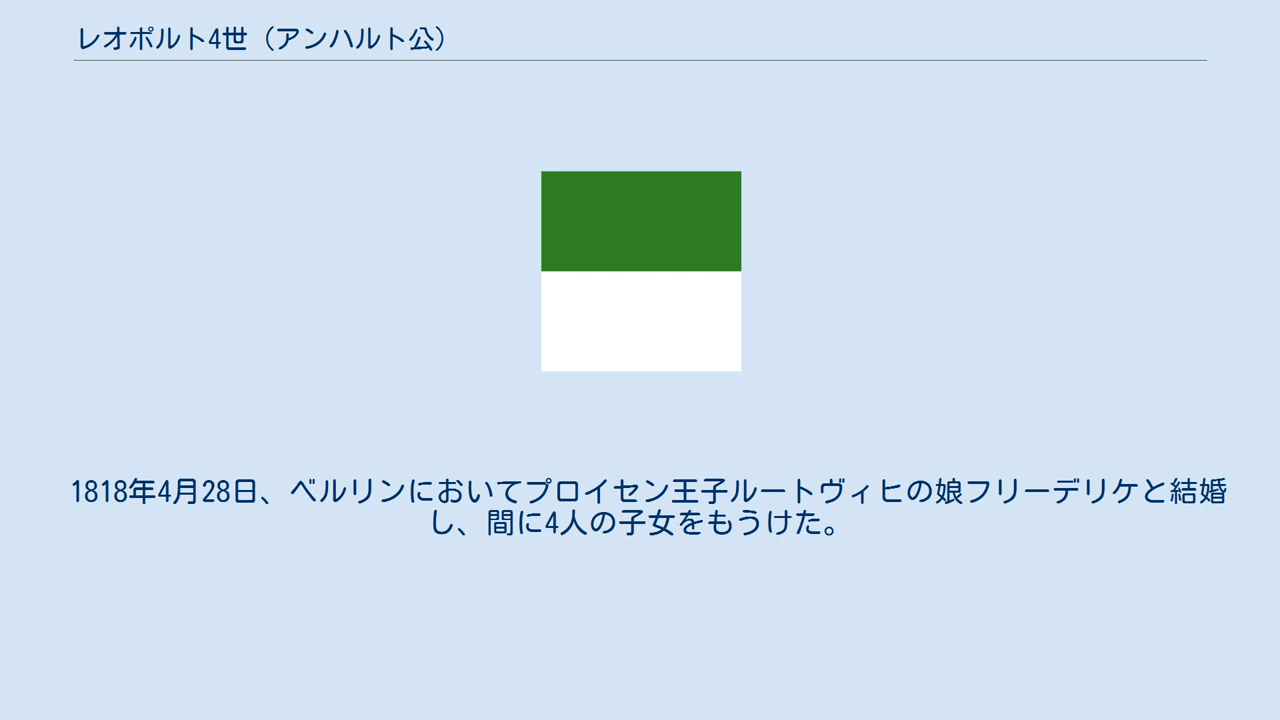 レオポルト4世（アンハルト公）
1818年4月28日、ベルリンにおいてプロイセン王子ルートヴィヒの娘フリーデリケと結婚
し、間に4人の子女をもうけた。